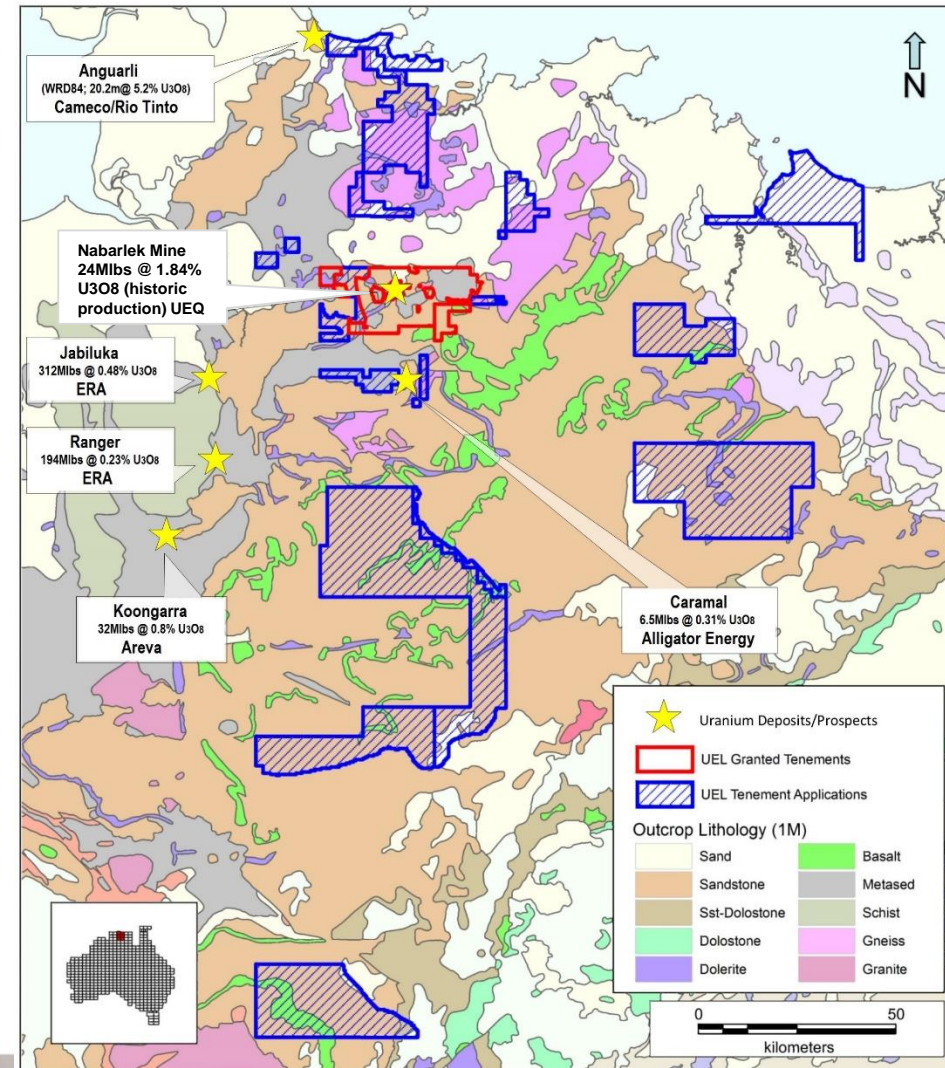 N
Anguarli
(WRD84; 20.2m@ 5.2% U3O8)
Cameco/Rio Tinto
Nabarlek Mine
24Mlbs @ 1.84%
U3O8 (historic
production) UEQ
Jabiluka
312Mlbs @ 0.48% U3O8
ERA
Ranger
194Mlbs @ 0.23% U3O8
ERA
Koongarra
32Mlbs @ 0.8% U3O8
Areva
Caramal
6.5Mlbs @ 0.31% U3O8
Alligator Energy
Uranium Deposits/Prospects
UEL Granted Tenements
UEL Tenement Applications
Outcrop Lithology (1M)
Sand
Sandstone
Sst-Dolostone
Dolostone
Dolerite
Basalt
Metased
Schist
Gneiss
Granite
0 50
kilometers